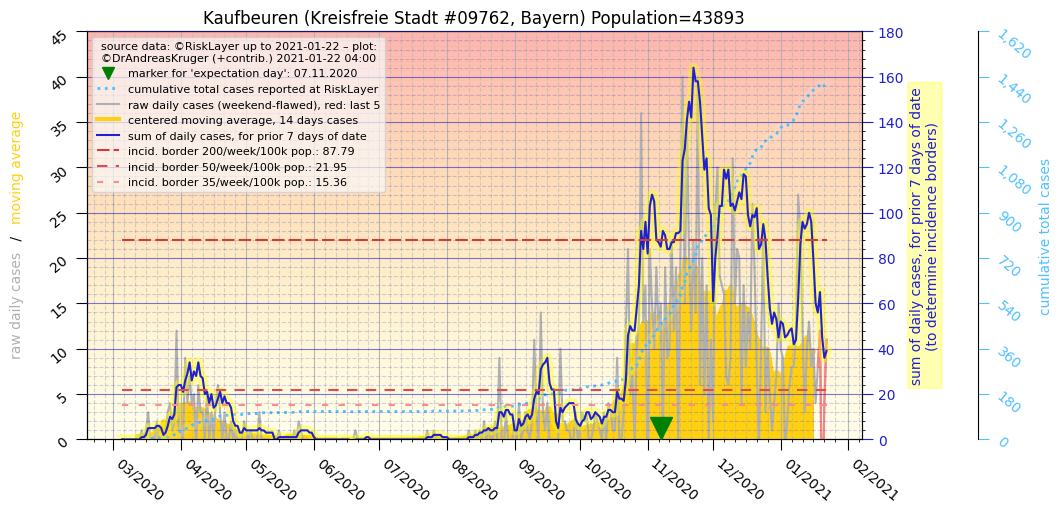 Kaufbeuren (Kreisfreie Stadt #09762, Bayern) Population=43893
source data: ©RiskLayer up to 2021-01-22 – plot:
©DrAndreasKruger (+contrib.) 2021-01-22 04:00
marker for 'expectation day': 07.11.2020
cumulative total cases reported at RiskLayer
raw daily cases (weekend-flawed), red: last 5
centered moving average, 14 days cases
sum of daily cases, for prior 7 days of date
incid. border 200/week/100k pop.: 87.79
incid. border 50/week/100k pop.: 21.95
incid. border 35/week/100k pop.: 15.36
raw daily cases / moving average
45
40
35
30
25
20
15
10
5
0
03/2020
04/2020
05/2020
06/2020
07/2020
08/2020
09/2020
10/2020
11/2020
12/2020
01/2021
02/2021
180
160
140
120
100
80
60
40
20
0
sum of daily cases, for prior 7 days of date
(to determine incidence borders)
1,620
1,440
1,260
1,080
900
720
540
360
180
0
cumulative total cases